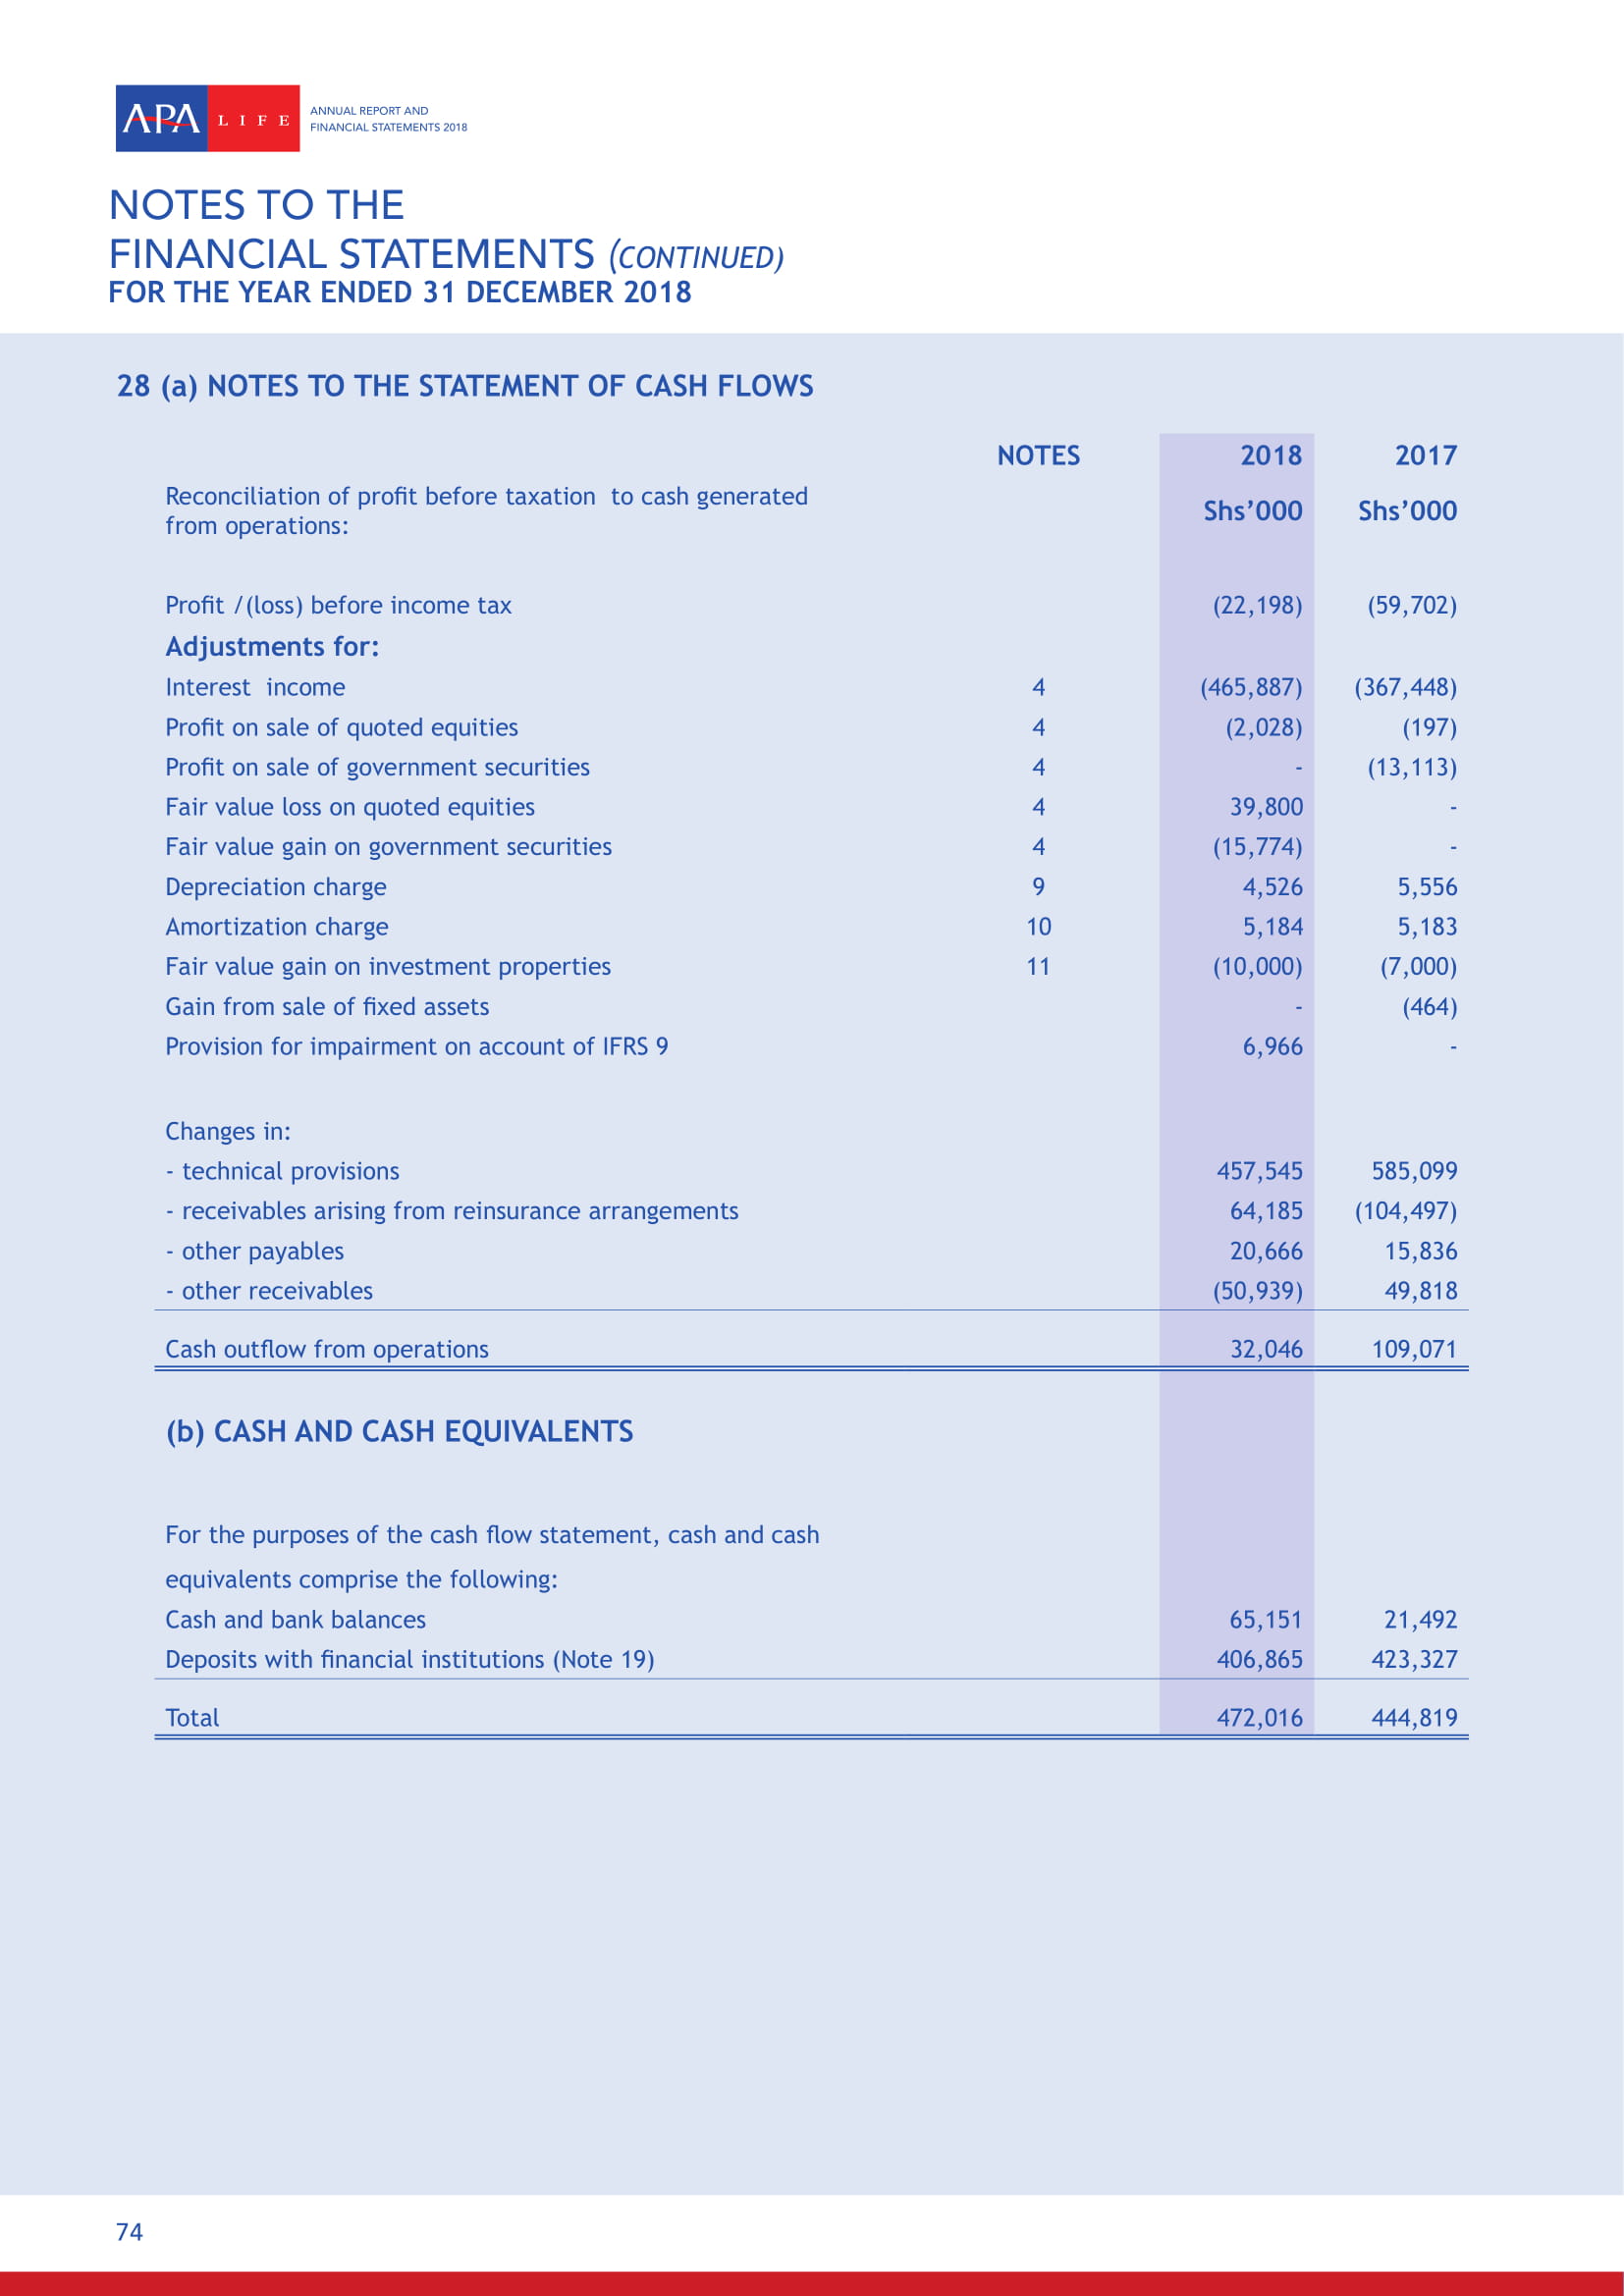 APA LIFE
ANNUAL REPORT AND
FINANCIAL STATEMENTS 2018
NOTES TO THE
FINANCIAL STATEMENTS (CONTINUED)
FOR THE YEAR ENDED 31 DECEMBER 2018
28 (a) NOTES TO THE STATEMENT OF CASH FLOWS
NOTES 2018 2017
Reconciliation of profit before taxation to cash generated
from operations:
Shs’000 Shs’000
Profit /(loss) before income tax (22,198) (59,702)
Adjustments for:
Interest income 4 (465,887) (367,448)
Profit on sale of quoted equities 4 (2,028) (197)
Profit on sale of government securities 4 - (13,113)
Fair value loss on quoted equities 4 39,800 -
Fair value gain on government securities 4 (15,774) -
Depreciation charge 9 4,526 5,556
Amortization charge 10 5,184 5,183
Fair value gain on investment properties 11 (10,000) (7,000)
Gain from sale of fixed assets - (464)
Provision for impairment on account of IFRS 9 6,966 -
Changes in:
- technical provisions 457,545 585,099
- receivables arising from reinsurance arrangements 64,185 (104,497)
- other payables 20,666 15,836
- other receivables (50,939) 49,818
Cash outflow from operations 32,046 109,071
(b) CASH AND CASH EQUIVALENTS
For the purposes of the cash flow statement, cash and cash
equivalents comprise the following:
Cash and bank balances 65,151 21,492
Deposits with financial institutions (Note 19) 406,865 423,327
Total 472,016 444,819
74